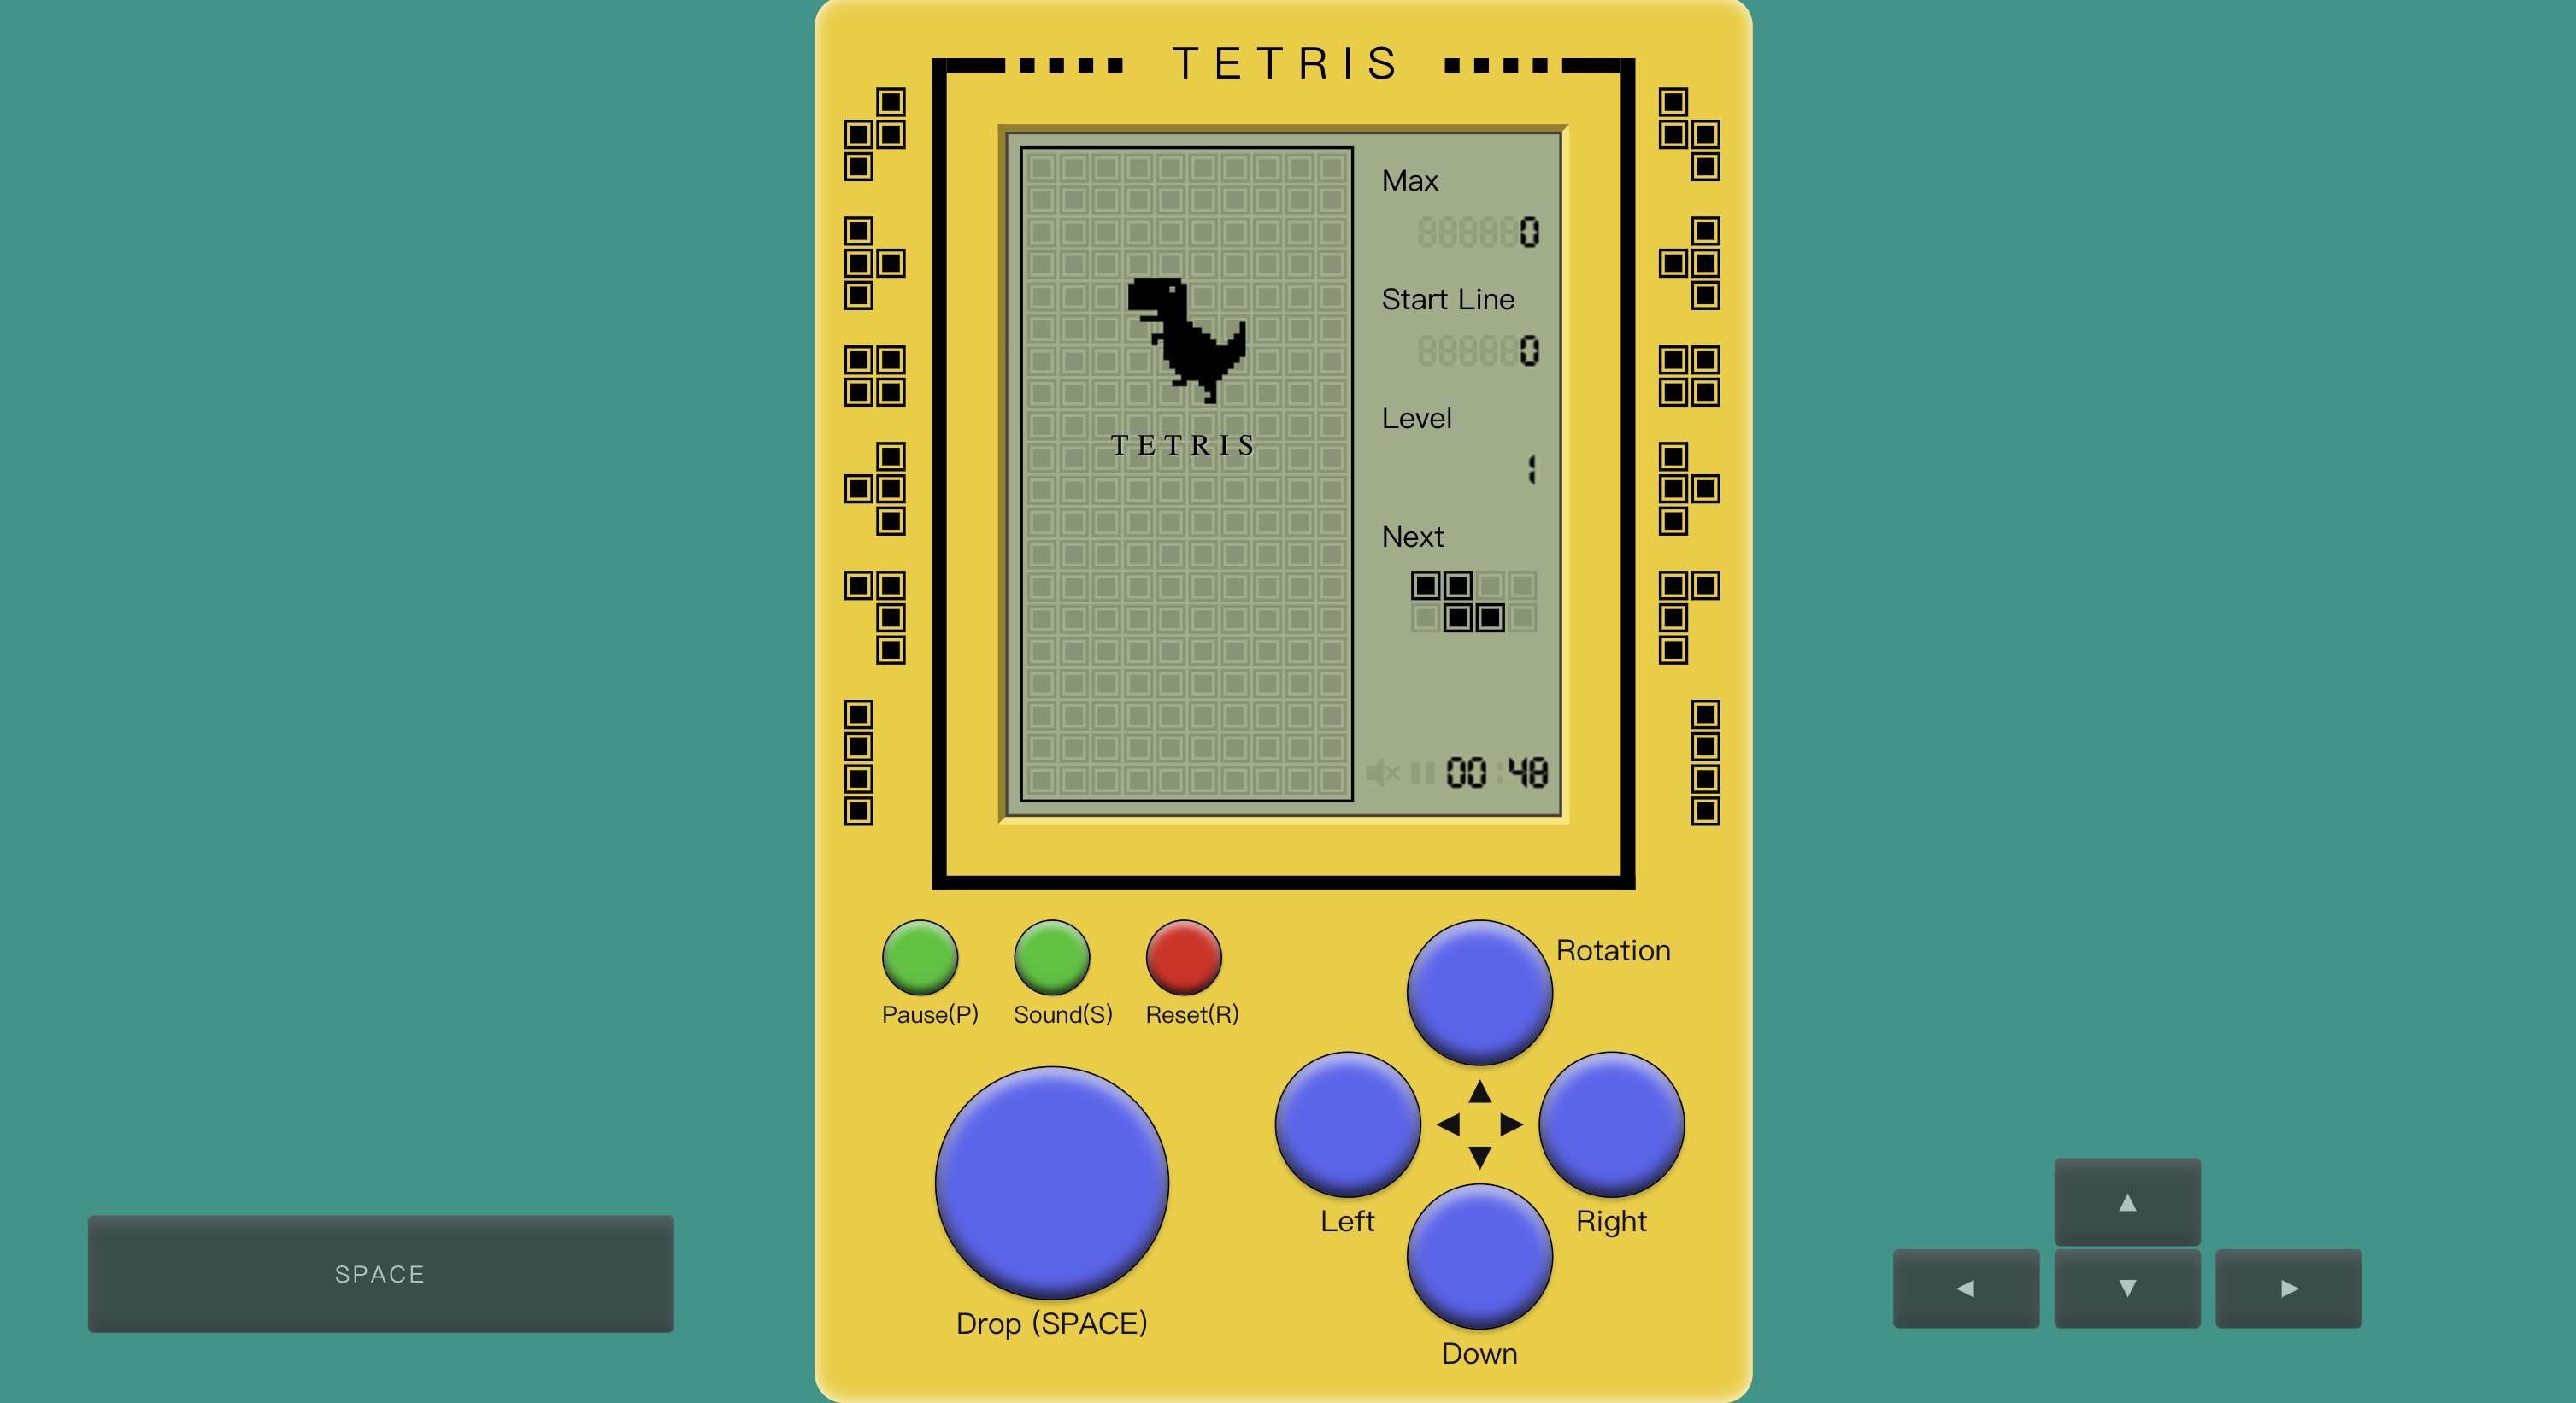 TETRIS
Max
0
Start Line
0
TETRIS
Level
1
Next
00:48
Pause(P)
Sound(S)
Reset(R)
Rotation
Left
Right
SPACE
Drop (SPACE)
Down